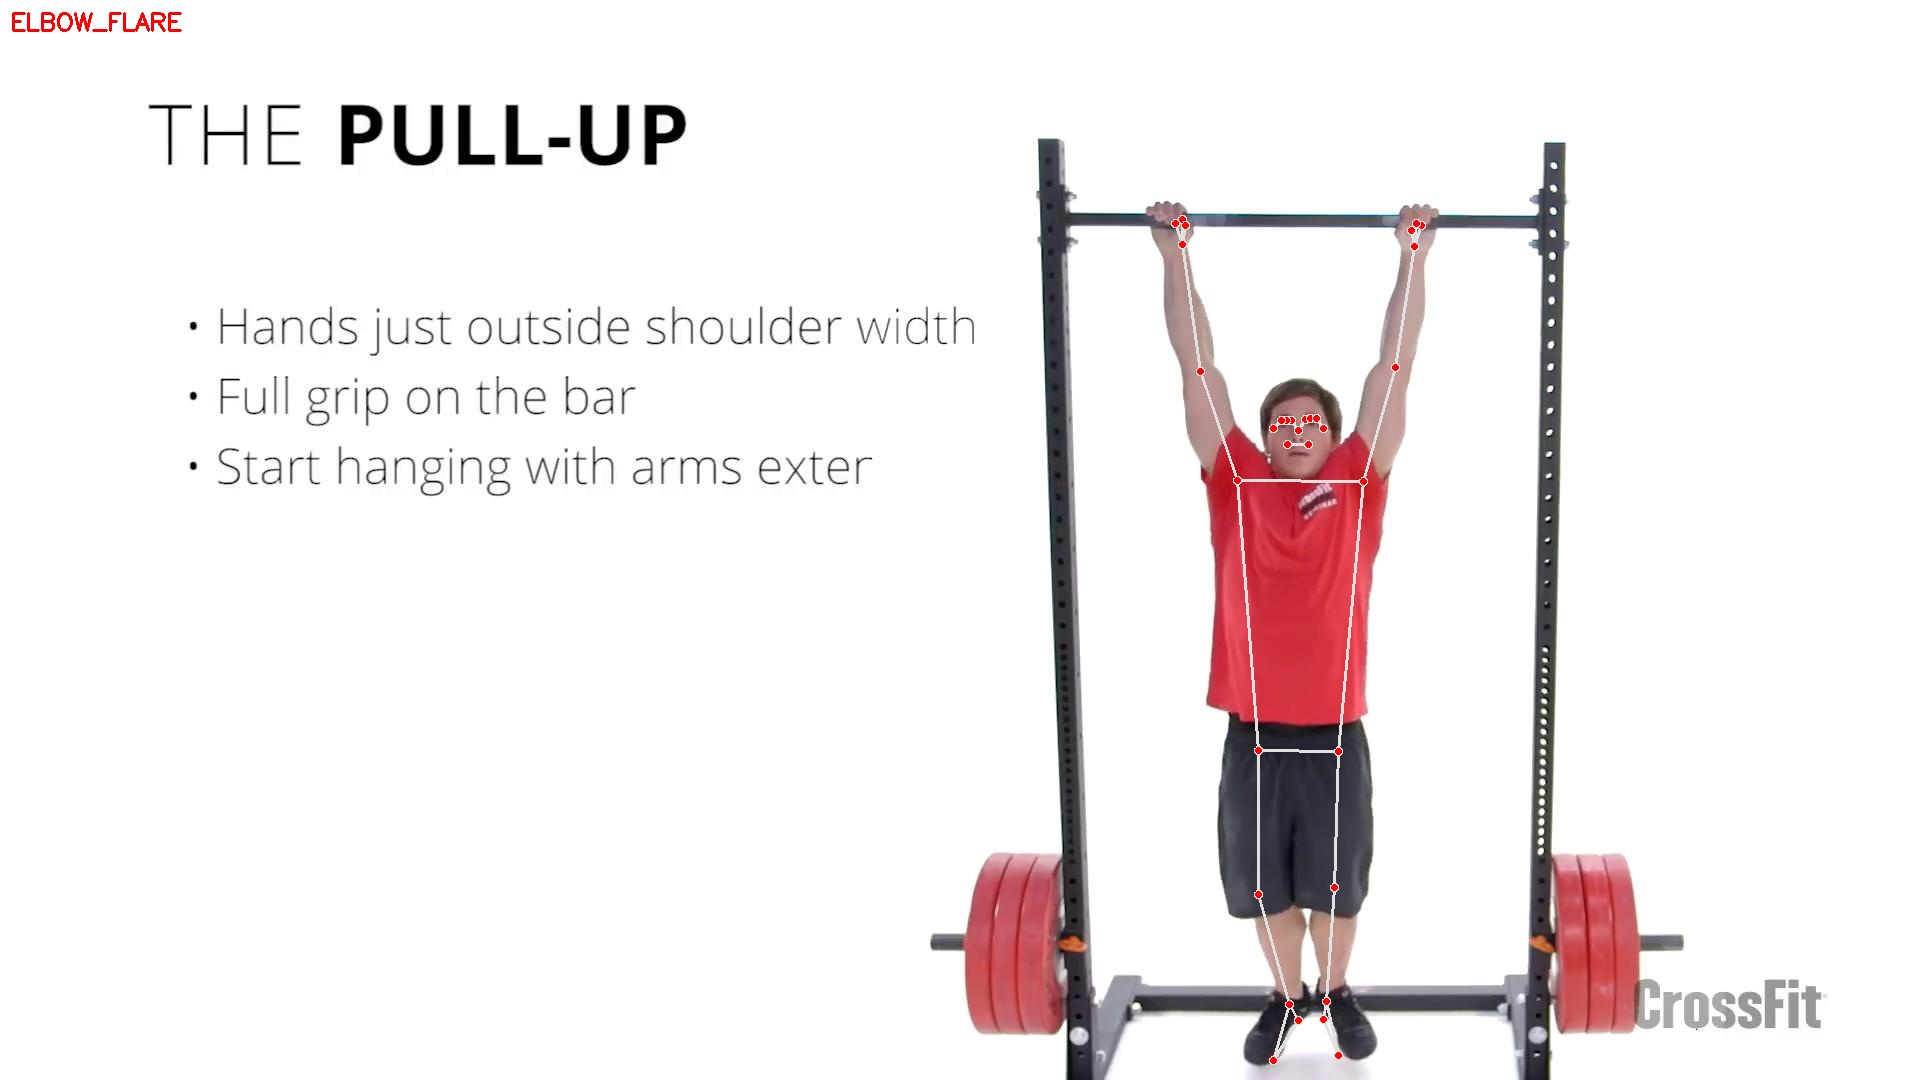 ELBOW_FLARE
THE PULL-UP
• Hands just outside shoulder width
• Full grip on the bar
• Start hanging with arms exter
CrossFit
CrossFit